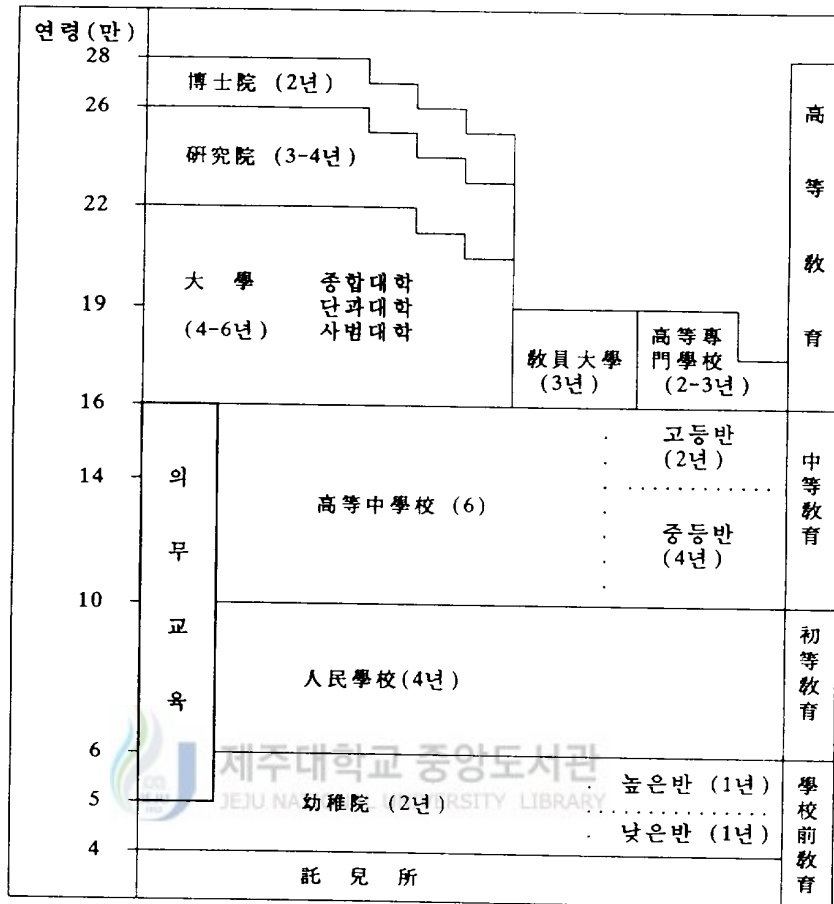 연령(만)
28
博士院 (2년)
26
硏究院 (3-4년)
22
大 學 종합대학
단과대학
(4-6년) 사범대학
19
敎員大學
(3년)
高等專
門學校
(2-3년)
高等敎育
16
의무교육
고등반
(2년)
14
高等中學校 (6)
중등반
(4년)
中等敎育
10
人民學校(4년)
初等敎育
6
제주대학교 중앙도서관
JEJU NATIONAL UNIVERSITY LIBRARY
높은반 (1년)
5
幼稚院 (2년)
낮은반 (1년)
4
學校前敎育
託兒所